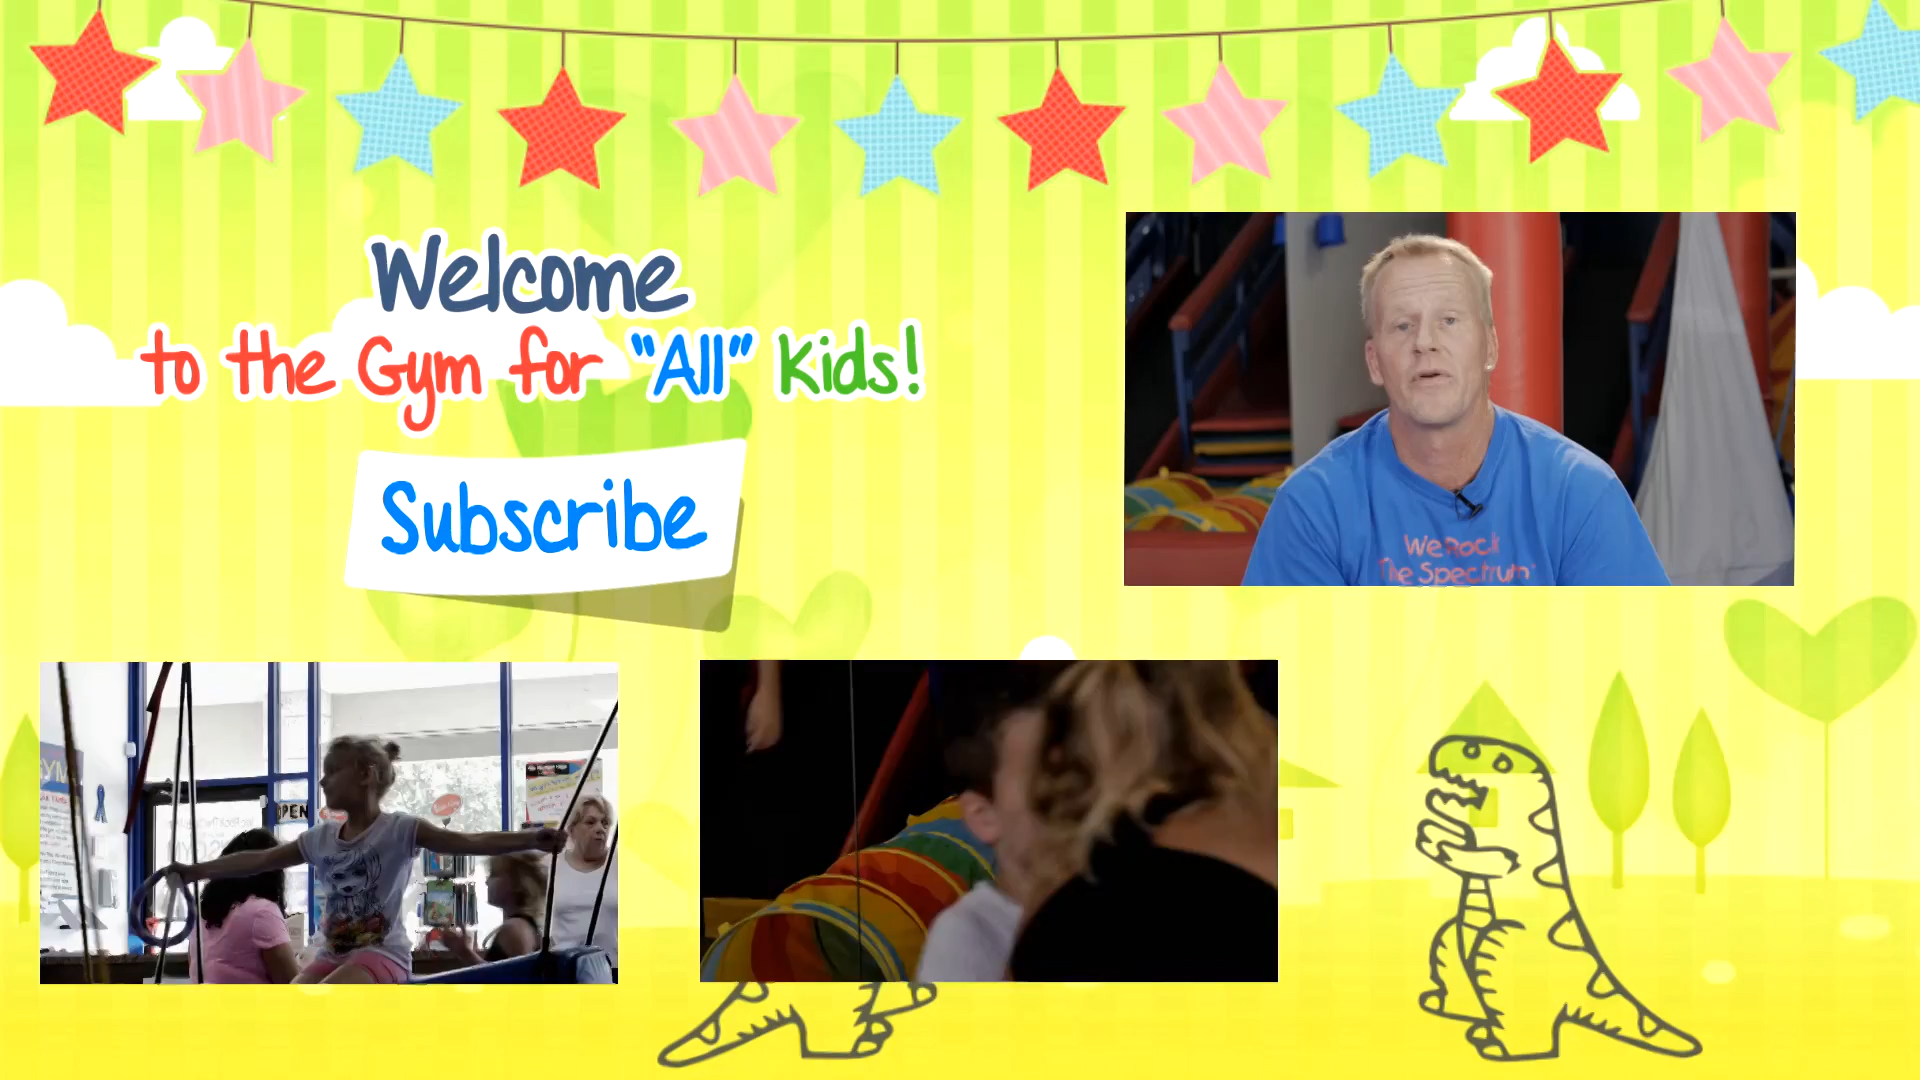 Welcome
to the Gym for "All" Kids!
Subscribe
We Rock
The Spectrum
OPEN